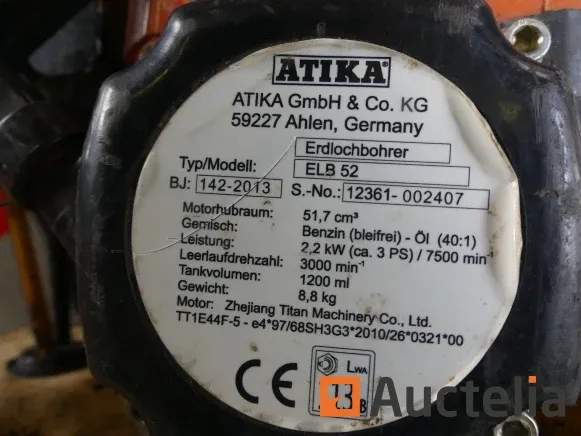 ATIKA®
ATIKA GmbH & Co. KG
59227 Ahlen, Germany
Erdlochbohrer
Typ/Modell: ELB 52
BJ: 142-2013 S.-No.: 12361- 002407
Motorhubraum: 51,7 cm³
Gemisch: Benzin (bleifrei) - Öl (40:1)
Leistung: 2,2 kW (ca. 3 PS) / 7500 min⁻¹
Leerlaufdrehzahl: 3000 min⁻¹
Tankvolumen: 1200 ml
Gewicht: 8,8 kg
Motor: Zhejiang Titan Machinery Co., Ltd.
TT1E44F-5 - e4*97/68SH3G3*2010/26*0321*00
CE
LWA
Auctelia